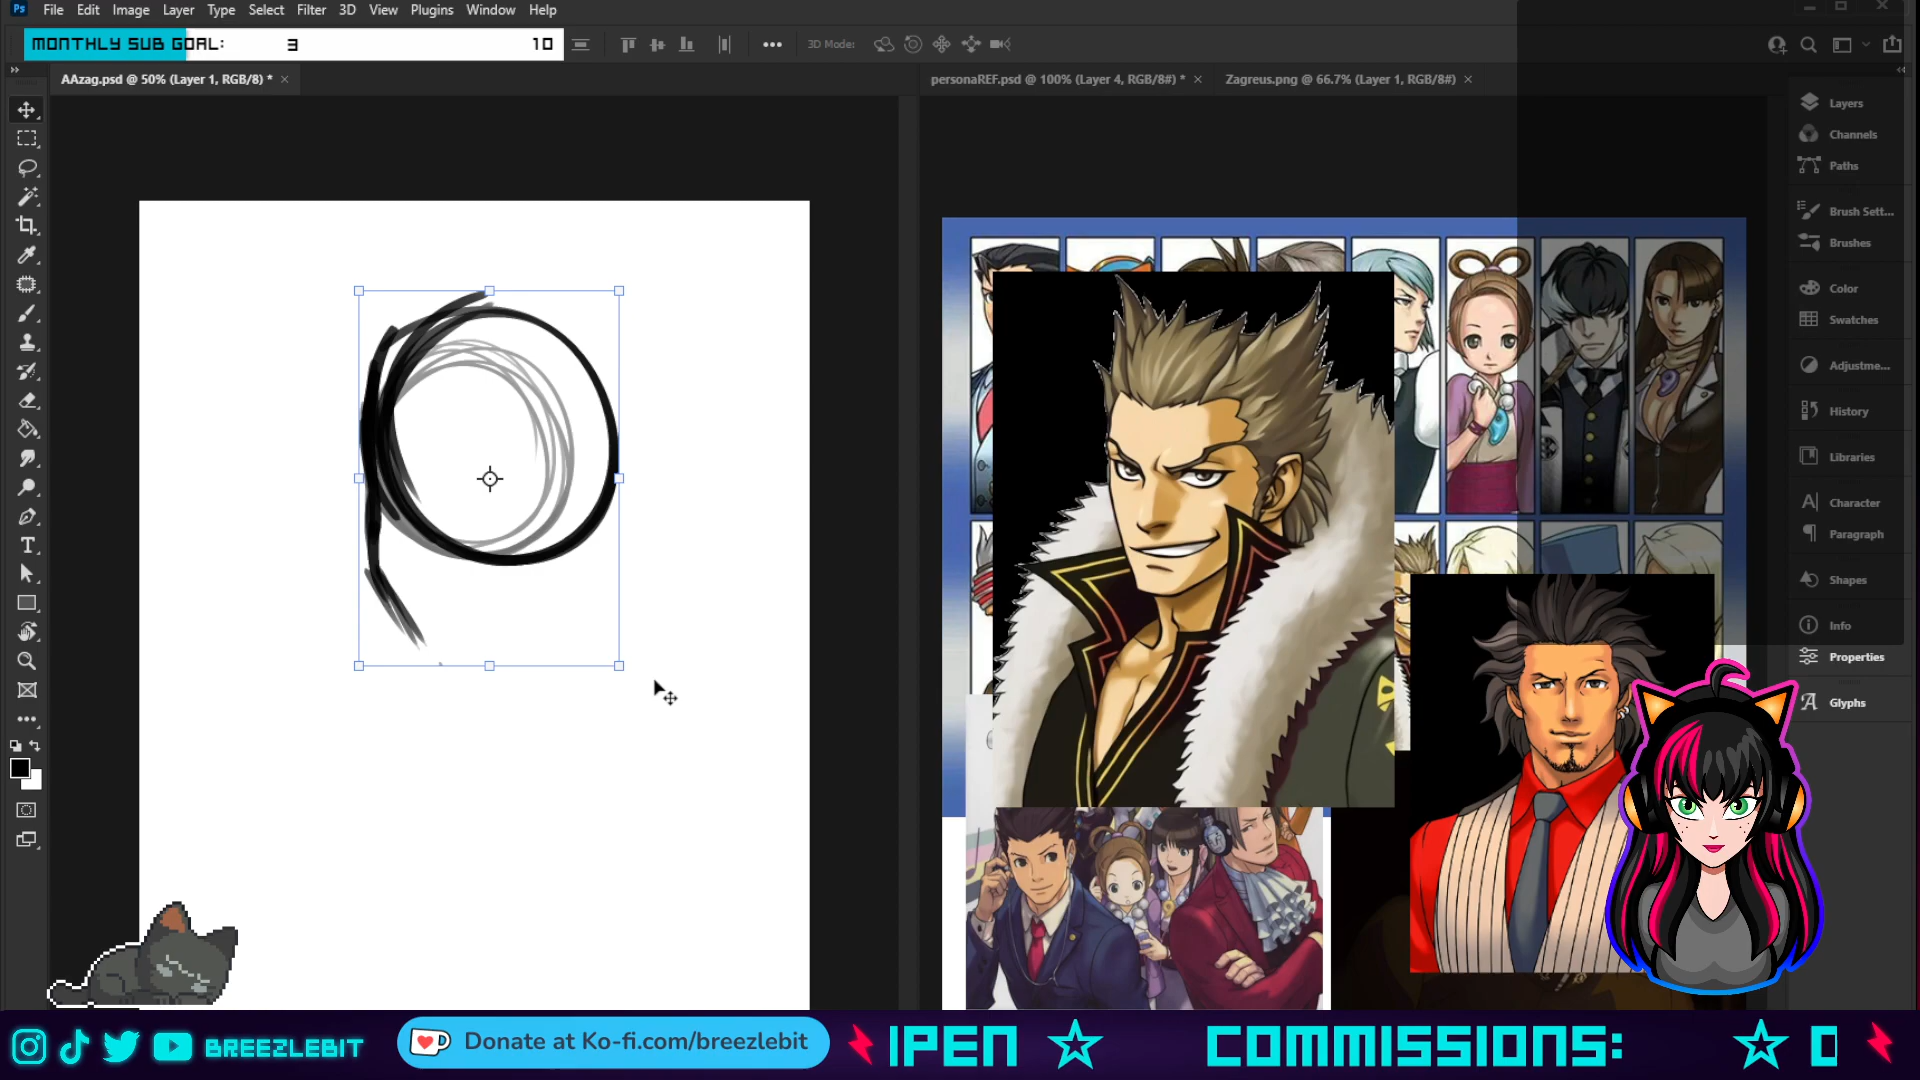 Ps File Edit Image Layer Type Select Filter 3D View Plugins Window Help
MONTHLY SUB GOAL: 3 10
3D Mode:
AAzag.psd @ 50% (Layer 1, RGB/8) *
personaREF.psd @ 100% (Layer 4, RGB/8#) *
Zagreus.png @ 66.7% (Layer 1, RGB/8#)
Layers
Channels
Paths
Brush Sett...
Brushes
Color
Swatches
Adjustme...
History
Libraries
Character
Paragraph
Shapes
Info
Properties
Glyphs
BREEZLEBIT
Donate at Ko-fi.com/breezlebit
IPEN ☆ COMMISSIONS: ☆